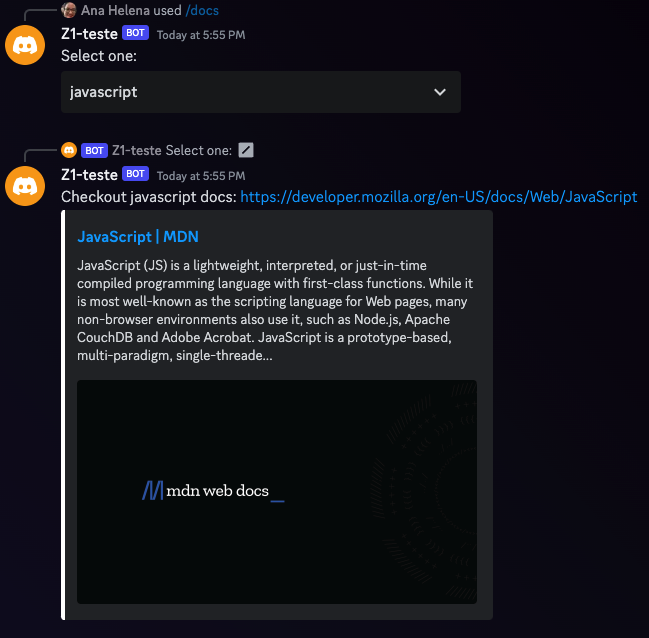 Ana Helena used /docs
Z1-teste BOT Today at 5:55 PM
Select one:
javascript
BOT Z1-teste Select one:
Z1-teste BOT Today at 5:55 PM
Checkout javascript docs: https://developer.mozilla.org/en-US/docs/Web/JavaScript
JavaScript | MDN
JavaScript (JS) is a lightweight, interpreted, or just-in-time
compiled programming language with first-class functions. While it
is most well-known as the scripting language for Web pages, many
non-browser environments also use it, such as Node.js, Apache
CouchDB and Adobe Acrobat. JavaScript is a prototype-based,
multi-paradigm, single-threade...
mdn web docs_